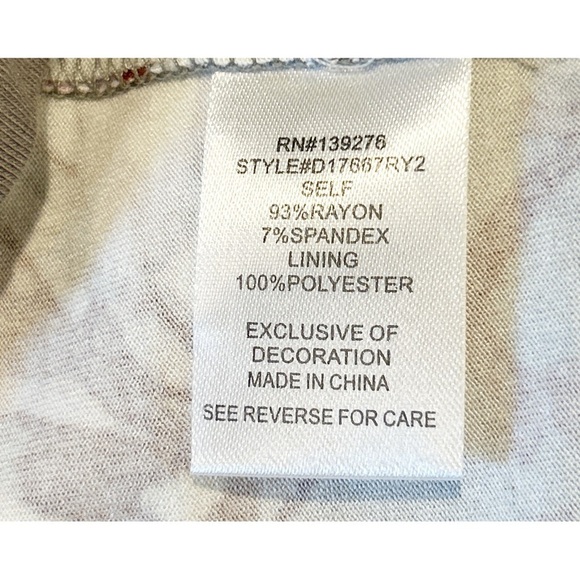 RN#139276
STYLE#D17667RY2
SELF
93%RAYON
7%SPANDEX
LINING
100%POLYESTER
EXCLUSIVE OF
DECORATION
MADE IN CHINA
SEE REVERSE FOR CARE